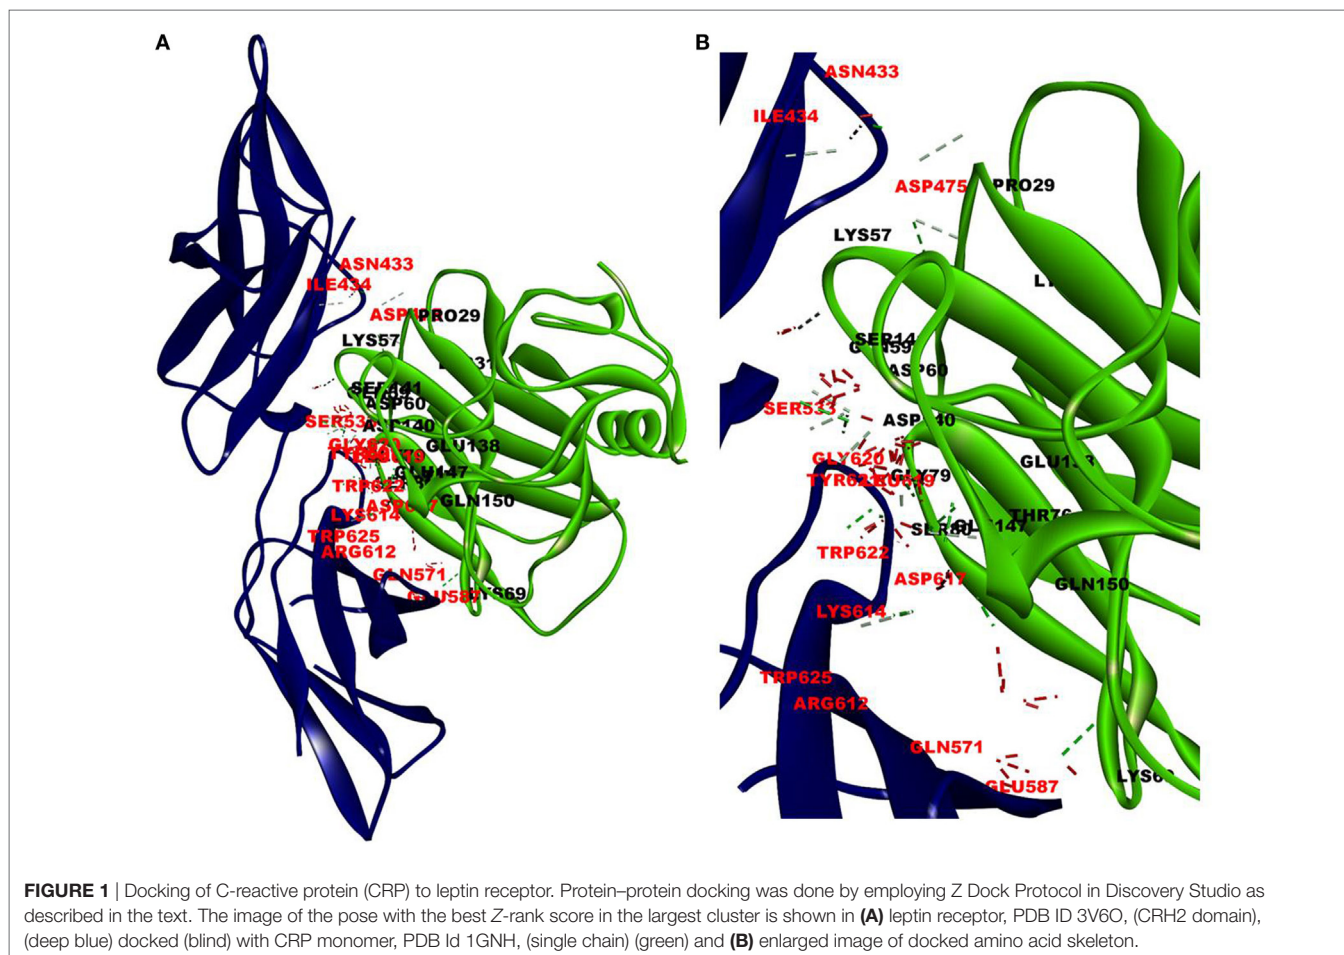 A
ASN433
ILE434
PRO29
LYS57
ASP60
GLU138
TRP622
GLN150
LYS614
TRP625
ARG612
GLN571
GLU587
B
ASN433
ILE434
ASP475
PRO29
LYS57
ASP60
SER533
GLY620
TRP622
ASP617
GLN150
LYS614
TRP625
ARG612
GLN571
GLU587
FIGURE 1 | Docking of C-reactive protein (CRP) to leptin receptor. Protein–protein docking was done by employing Z Dock Protocol in Discovery Studio as
described in the text. The image of the pose with the best Z-rank score in the largest cluster is shown in (A) leptin receptor, PDB ID 3V6O, (CRH2 domain),
(deep blue) docked (blind) with CRP monomer, PDB Id 1GNH, (single chain) (green) and (B) enlarged image of docked amino acid skeleton.